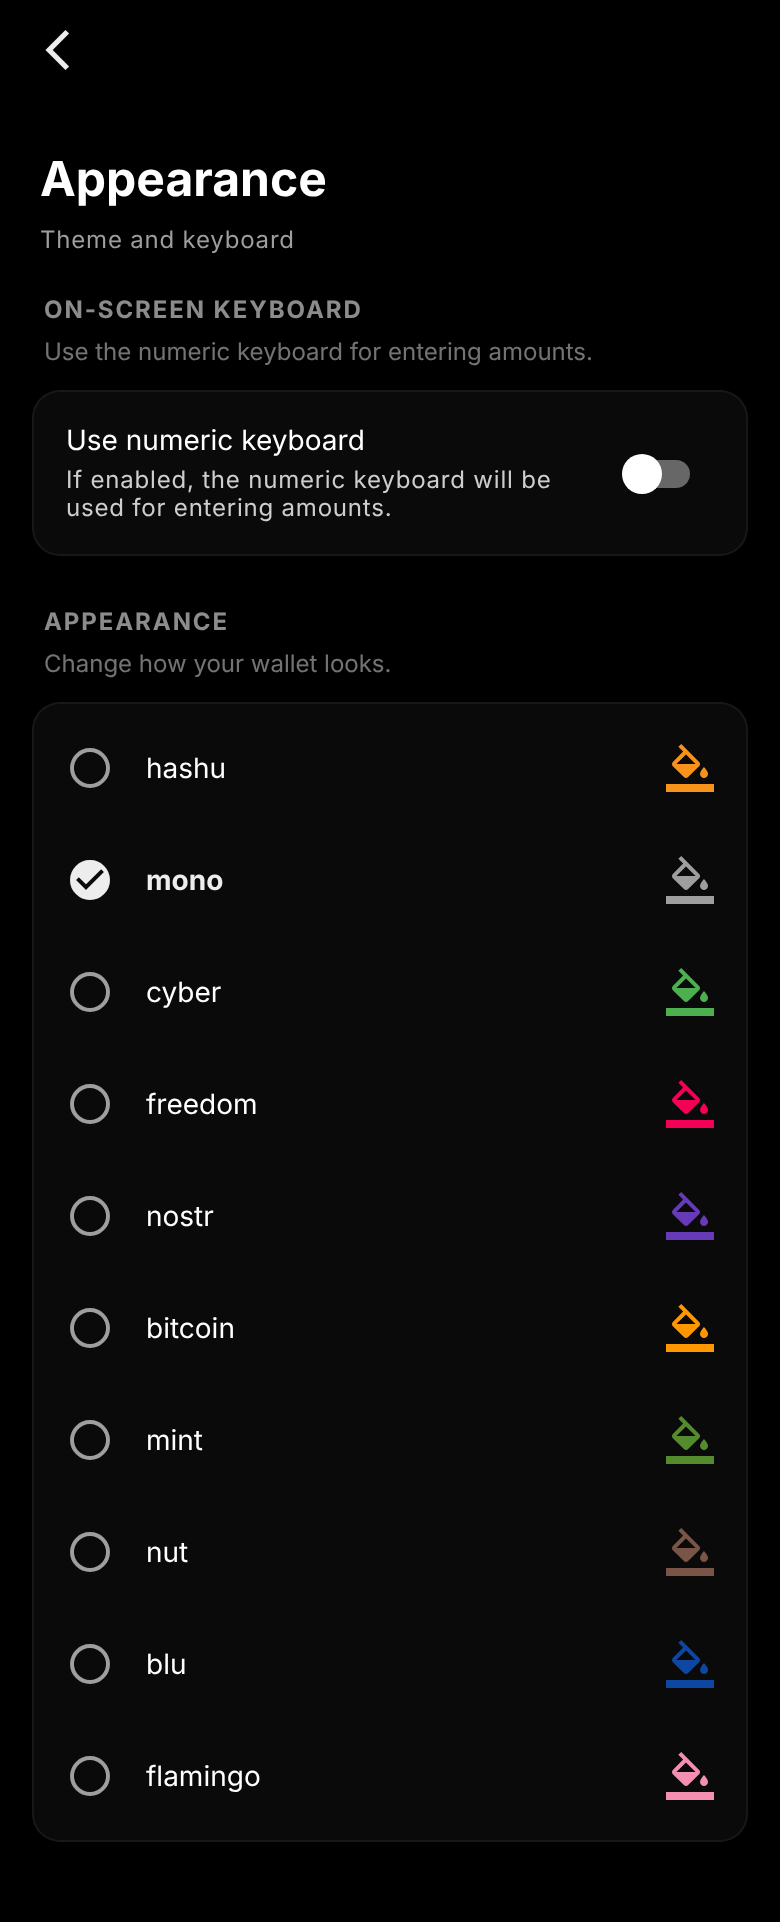 Appearance
Theme and keyboard
ON-SCREEN KEYBOARD
Use the numeric keyboard for entering amounts.
Use numeric keyboard
If enabled, the numeric keyboard will be
used for entering amounts.
APPEARANCE
Change how your wallet looks.
hashu
mono
cyber
freedom
nostr
bitcoin
mint
nut
blu
flamingo